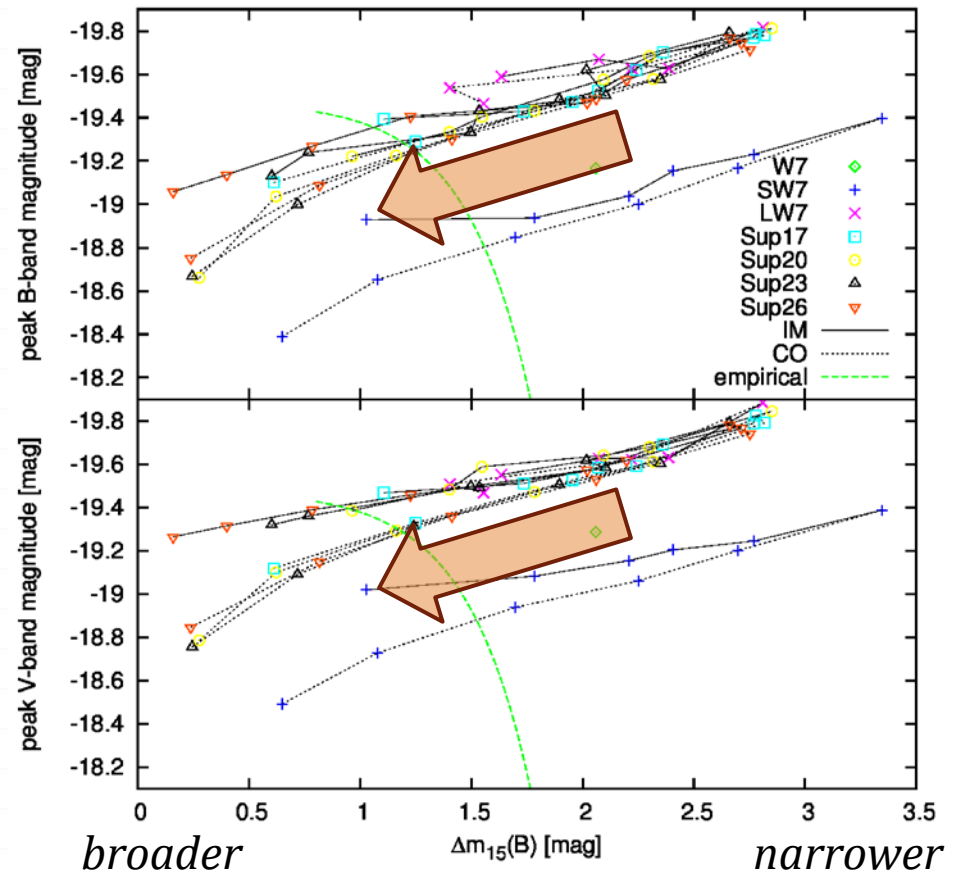 peak B-band magnitude [mag]
-19.8
-19.6
-19.4
-19.2
-19
-18.8
-18.6
-18.4
-18.2
W7
SW7
LW7
Sup17
Sup20
Sup23
Sup26
IM
CO
empirical
peak V-band magnitude [mag]
-19.8
-19.6
-19.4
-19.2
-19
-18.8
-18.6
-18.4
-18.2
0 0.5 1 1.5 2 2.5 3 3.5
broader Δm₁₅(B) [mag] narrower